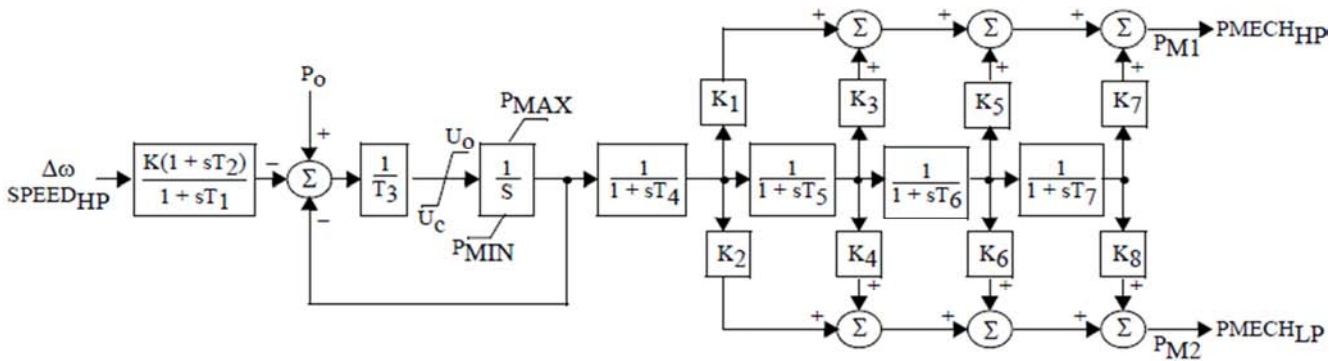 Δω
SPEED_HP
K(1 + sT_2)
1 + sT_1
P_O
+
−
−
Σ
1
T_3
U_o
U_c
P_MAX
P_MIN
1
S
1
1 + sT_4
1
1 + sT_5
1
1 + sT_6
1
1 + sT_7
K_1
K_3
K_5
K_7
K_2
K_4
K_6
K_8
+ Σ + Σ + Σ
+ + +
P_M1
PMECH_HP
+ + +
+ Σ + Σ + Σ
P_M2
PMECH_LP